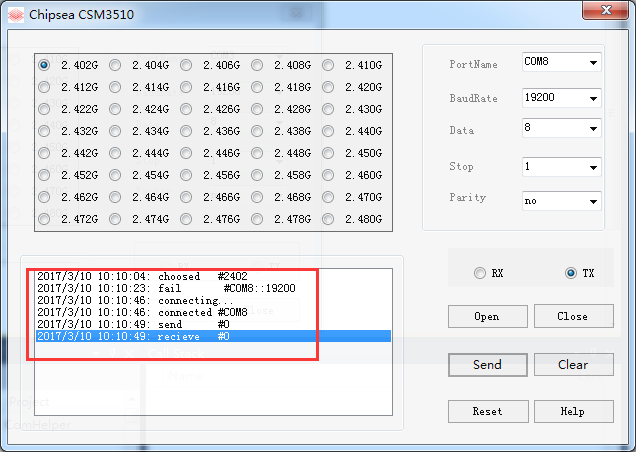 Chipsea CSM3510
2.402G 2.404G 2.406G 2.408G 2.410G
2.412G 2.414G 2.416G 2.418G 2.420G
2.422G 2.424G 2.426G 2.428G 2.430G
2.432G 2.434G 2.436G 2.438G 2.440G
2.442G 2.444G 2.446G 2.448G 2.450G
2.452G 2.454G 2.456G 2.458G 2.460G
2.462G 2.464G 2.466G 2.468G 2.470G
2.472G 2.474G 2.476G 2.478G 2.480G
PortName COM8
BaudRate 19200
Data 8
Stop 1
Parity no
2017/3/10 10:10:04: choosed #2402
2017/3/10 10:10:23: fail #COM8::19200
2017/3/10 10:10:46: connecting...
2017/3/10 10:10:46: connected #COM8
2017/3/10 10:10:49: send #0
2017/3/10 10:10:49: recieve #0
RX TX
Open Close
Send Clear
Reset Help
Project
ComHelper